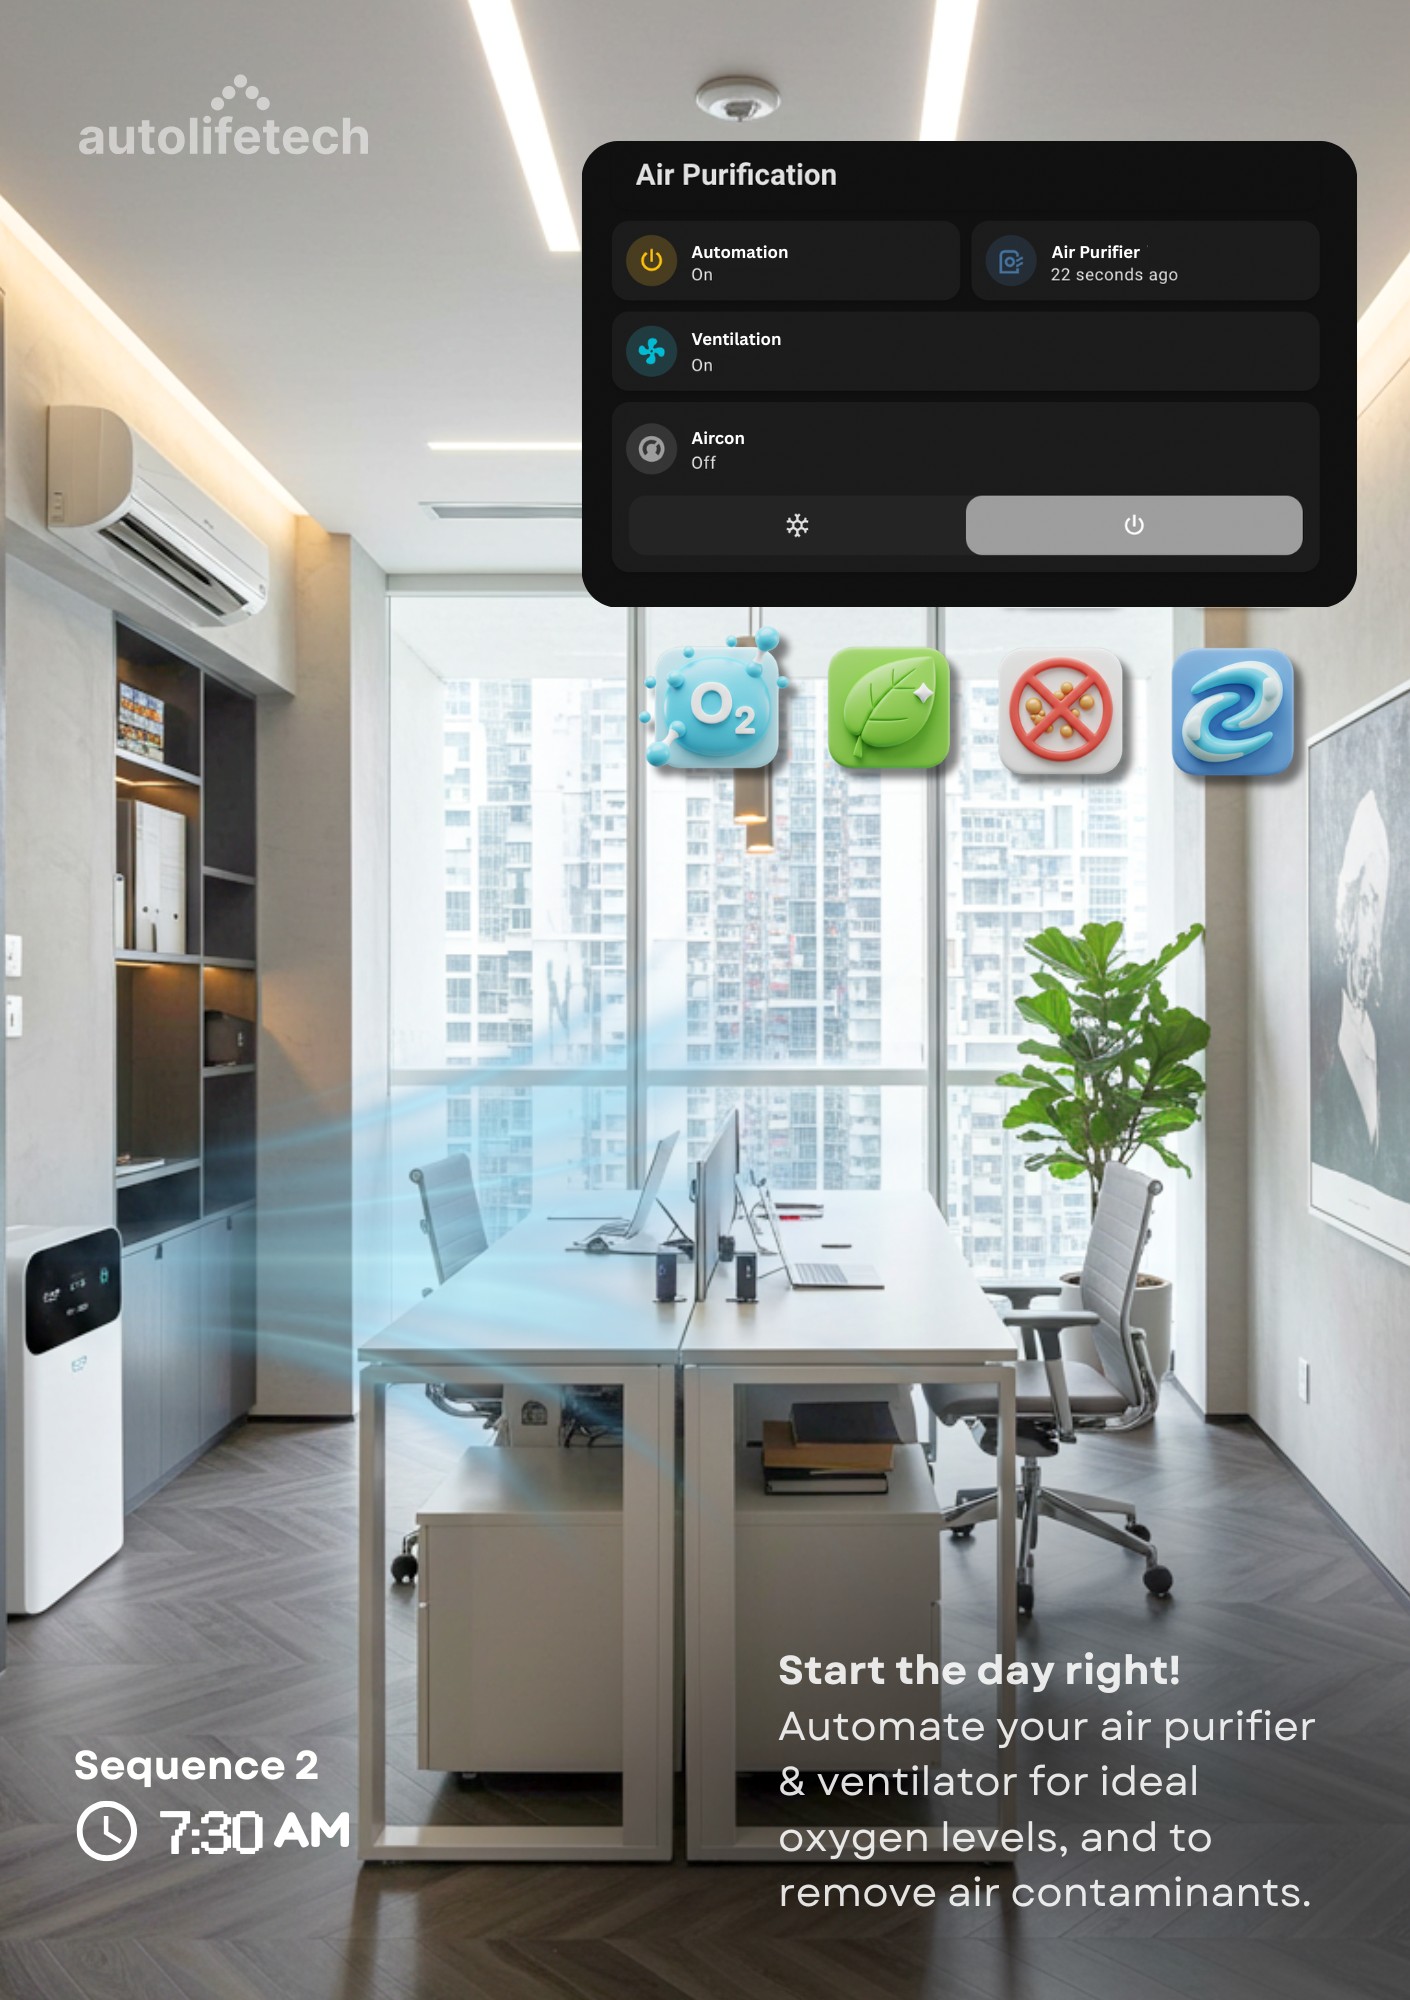 autolifetech
Air Purification
Automation
On
Air Purifier
22 seconds ago
Ventilation
On
Aircon
Off
O2
Start the day right!
Automate your air purifier
& ventilator for ideal
oxygen levels, and to
remove air contaminants.
Sequence 2
7:30 AM